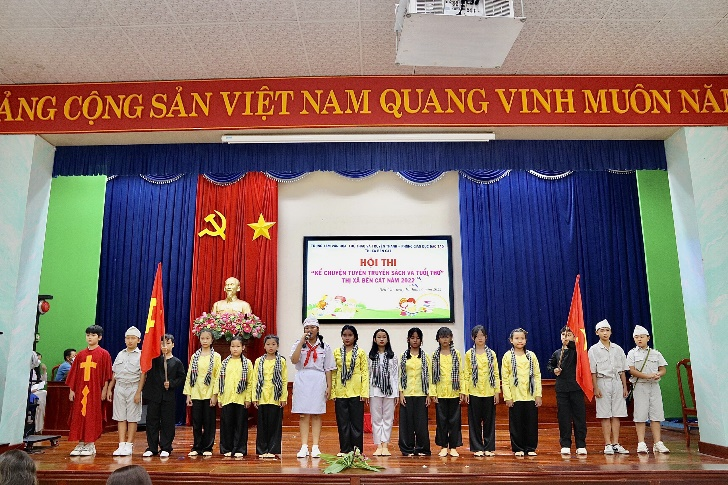 ẢNG CỘNG SẢN VIỆT NAM QUANG VINH MUÔN NĂ
HỘI THI
"KỂ CHUYỆN TUYÊN TRUYỀN SÁCH VÀ TUỔI THƠ"
THỊ XÃ BẾN CÁT NĂM 2022